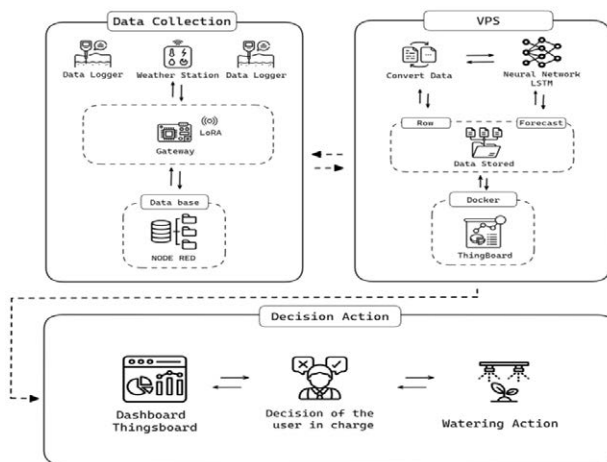 Data Collection
Data Logger
Weather Station
Data Logger
LoRA
Gateway
Data base
NODE RED
VPS
Convert Data
Neural Network
LSTM
Row
Forecast
Data Stored
Docker
ThingBoard
Decision Action
Dashboard
Thingsboard
Decision of the
user in charge
Watering Action